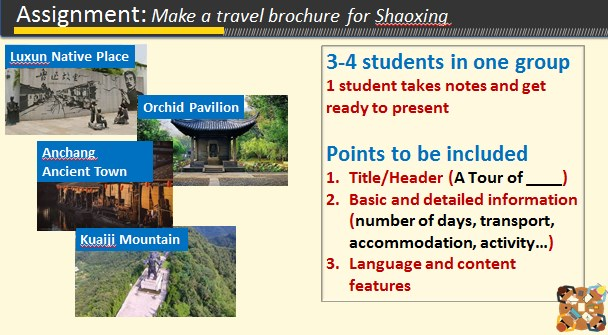 Assignment: Make a travel brochure for Shaoxing
Luxun Native Place
Orchid Pavilion
Anchang
Ancient Town
Kuaiji Mountain
3-4 students in one group
1 student takes notes and get
ready to present
Points to be included
1. Title/Header (A Tour of ____)
2. Basic and detailed information
(number of days, transport,
accommodation, activity…)
3. Language and content
features